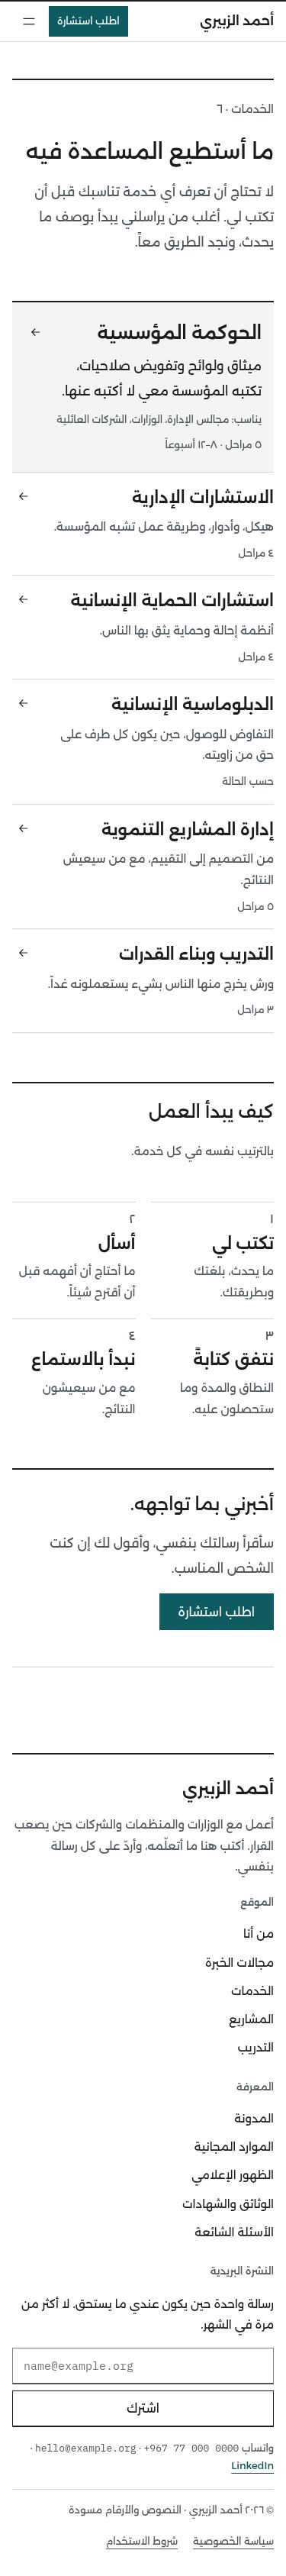 أحمد الزبيري
اطلب استشارة
الخدمات · ٦
ما أستطيع المساعدة فيه
لا تحتاج أن تعرف أي خدمة تناسبك قبل أن
تكتب لي. أغلب من يراسلني يبدأ بوصف ما
يحدث، ونجد الطريق معاً.
الحوكمة المؤسسية ←
ميثاق ولوائح وتفويض صلاحيات،
تكتبه المؤسسة معي لا أكتبه عنها.
يناسب: مجالس الإدارة، الوزارات، الشركات العائلية
٥ مراحل · ٨–١٢ أسبوعاً
الاستشارات الإدارية ←
هيكل، وأدوار، وطريقة عمل تشبه المؤسسة.
٤ مراحل
استشارات الحماية الإنسانية ←
أنظمة إحالة وحماية يثق بها الناس.
٤ مراحل
الدبلوماسية الإنسانية ←
التفاوض للوصول، حين يكون كل طرف على
حق من زاويته.
حسب الحالة
إدارة المشاريع التنموية ←
من التصميم إلى التقييم، مع من سيعيش
النتائج.
٥ مراحل
التدريب وبناء القدرات ←
ورش يخرج منها الناس بشيء يستعملونه غداً.
٣ مراحل
كيف يبدأ العمل
بالترتيب نفسه في كل خدمة.
١
تكتب لي
ما يحدث، بلغتك
وبطريقتك.
٢
أسأل
ما أحتاج أن أفهمه قبل
أن أقترح شيئاً.
٣
نتفق كتابةً
النطاق والمدة وما
ستحصلون عليه.
٤
نبدأ بالاستماع
مع من سيعيشون
النتائج.
أخبرني بما تواجهه.
سأقرأ رسالتك بنفسي، وأقول لك إن كنت
الشخص المناسب.
اطلب استشارة
أحمد الزبيري
أعمل مع الوزارات والمنظمات والشركات حين يصعب
القرار. أكتب هنا ما أتعلّمه، وأردّ على كل رسالة
بنفسي.
الموقع
من أنا
مجالات الخبرة
الخدمات
المشاريع
التدريب
المعرفة
المدونة
الموارد المجانية
الظهور الإعلامي
الوثائق والشهادات
الأسئلة الشائعة
النشرة البريدية
رسالة واحدة حين يكون عندي ما يستحق. لا أكثر من
مرة في الشهر.
name@example.org
اشترك
واتساب +967 77 000 0000 · hello@example.org ·
LinkedIn
© ٢٠٢٦ أحمد الزبيري · النصوص والأرقام مسودة
سياسة الخصوصية شروط الاستخدام